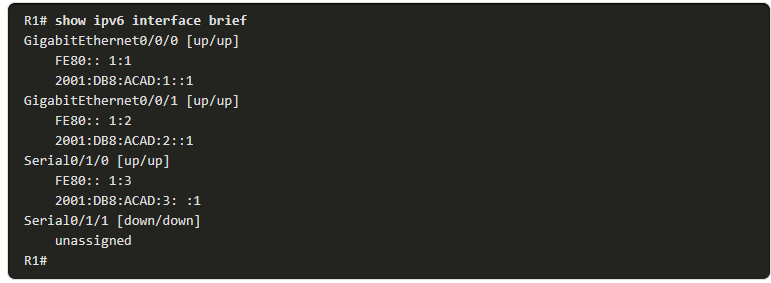 R1# show ipv6 interface brief
GigabitEthernet0/0/0 [up/up]
FE80:: 1:1
2001:DB8:ACAD:1::1
GigabitEthernet0/0/1 [up/up]
FE80:: 1:2
2001:DB8:ACAD:2::1
Serial0/1/0 [up/up]
FE80:: 1:3
2001:DB8:ACAD:3: :1
Serial0/1/1 [down/down]
unassigned
R1#